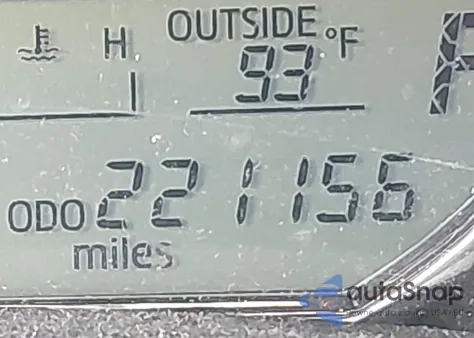 H OUTSIDE °F
93
ODO 221156
miles
autoSnap